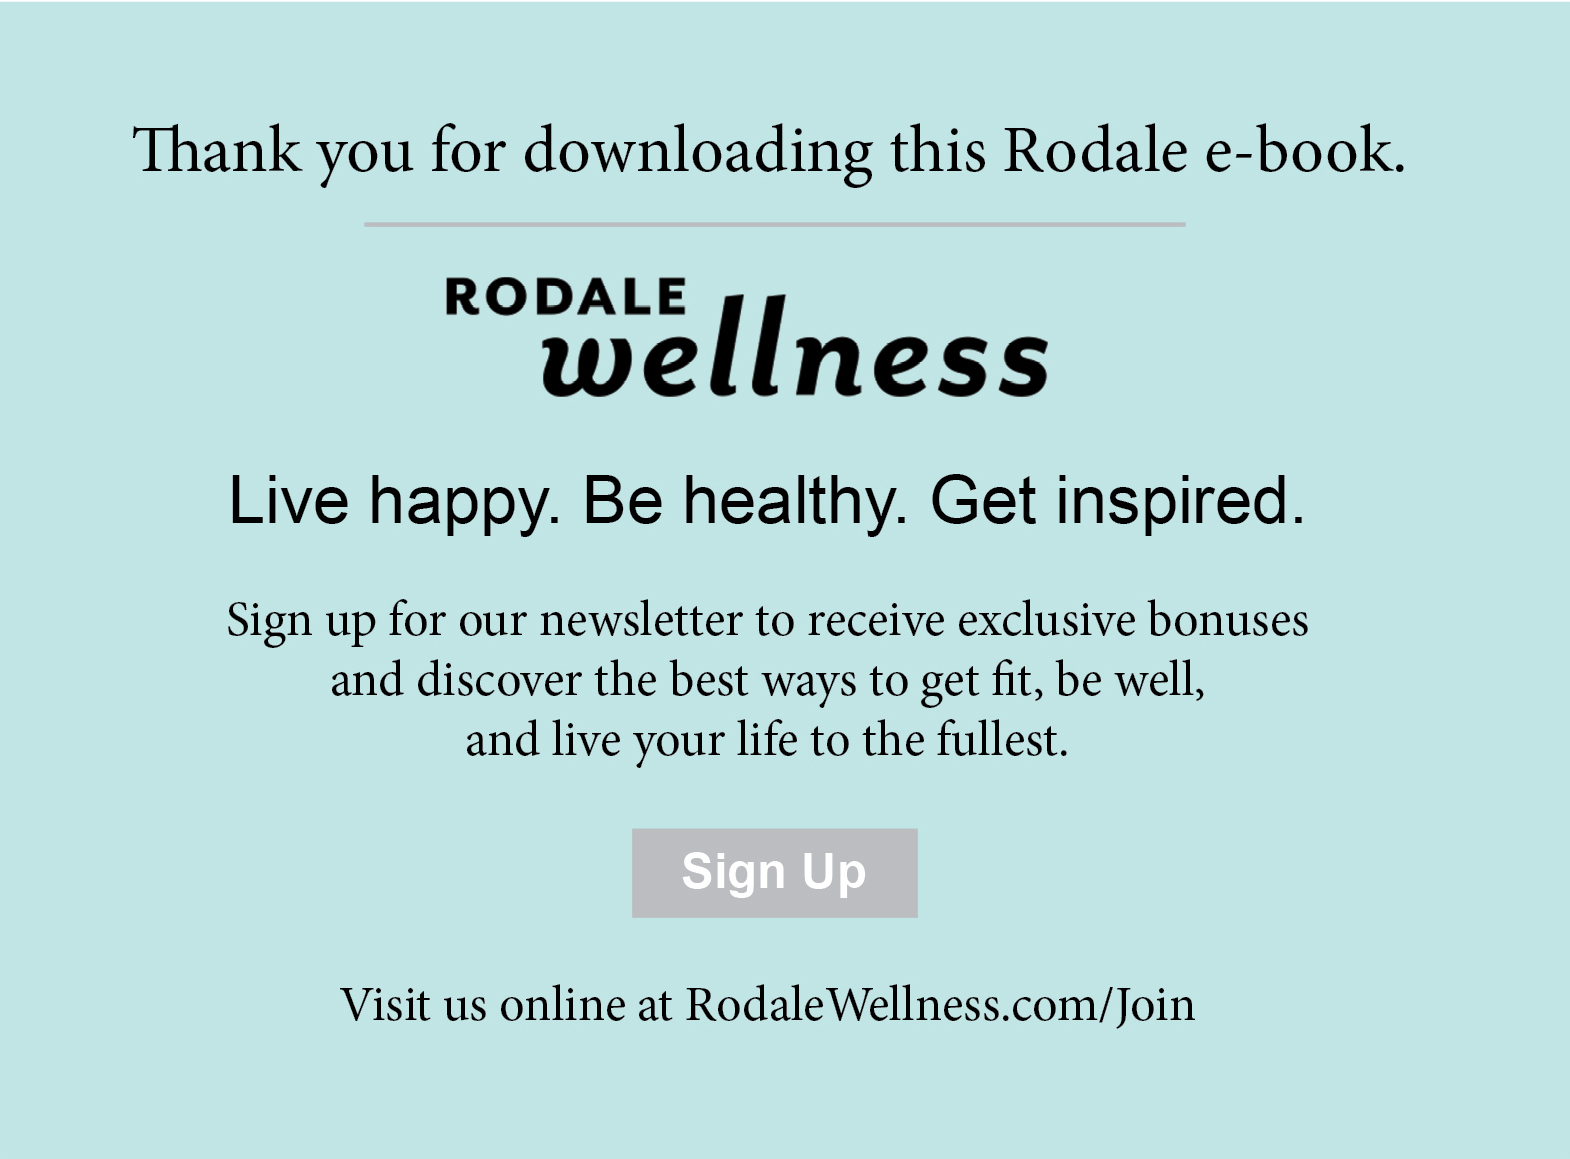 Thank you for downloading this Rodale e-book.
RODALE
wellness
Live happy. Be healthy. Get inspired.
Sign up for our newsletter to receive exclusive bonuses
and discover the best ways to get fit, be well,
and live your life to the fullest.
Sign Up
Visit us online at RodaleWellness.com/Join